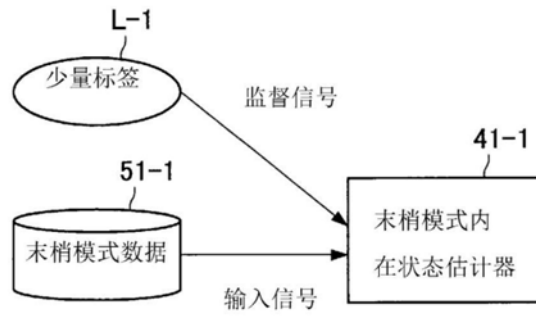 L-1
少量标签
监督信号
41-1
51-1
末梢模式内
在状态估计器
末梢模式数据
输入信号